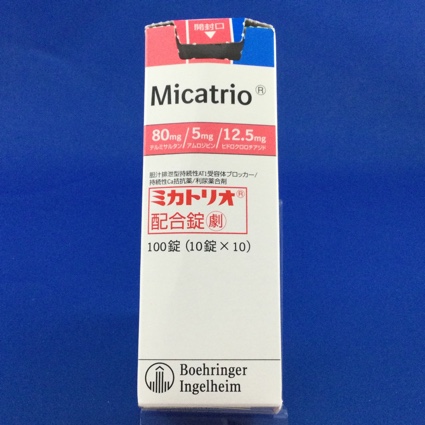 開封口
Micatrio®
80mg/5mg/12.5mg
テルミサルタン/アムロジピン/ヒドロクロロチアジド
胆汁排泄型持続性AT1受容体ブロッカー/
持続性Ca拮抗薬/利尿薬合剤
ミカトリオ®
配合錠 劇
100錠(10錠×10)
Boehringer
Ingelheim